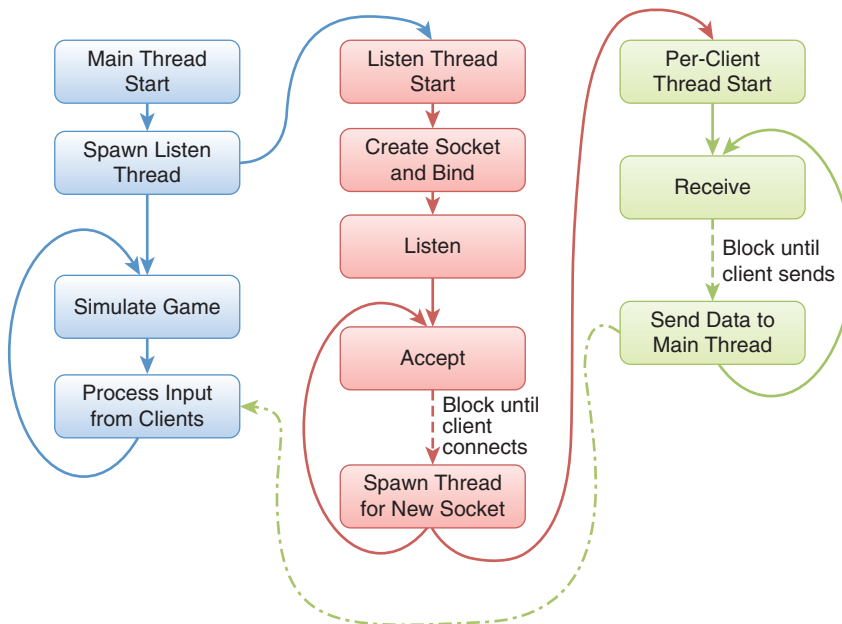 Main Thread
Start
Spawn Listen
Thread
Simulate Game
Process Input
from Clients
Listen Thread
Start
Create Socket
and Bind
Listen
Accept
Block until
client
connects
Spawn Thread
for New Socket
Per-Client
Thread Start
Receive
Block until
client sends
Send Data to
Main Thread